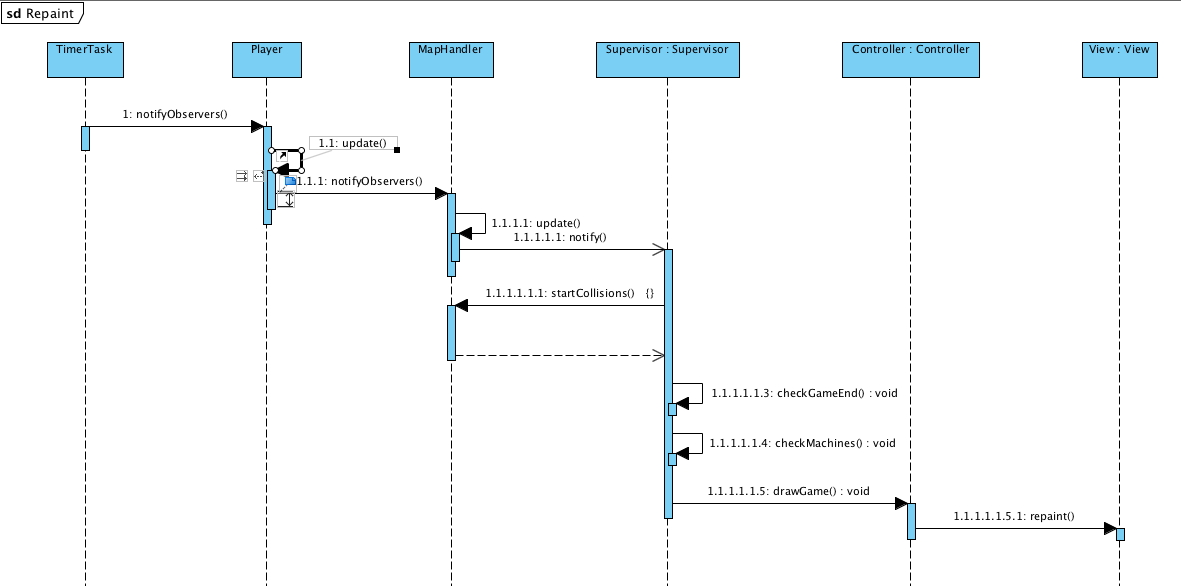 sd Repaint
TimerTask
Player
MapHandler
Supervisor : Supervisor
Controller : Controller
View : View
1: notifyObservers()
1.1: update()
1.1.1: notifyObservers()
1.1.1.1: update()
1.1.1.1.1: notify()
1.1.1.1.1.1: startCollisions() {}
1.1.1.1.1.3: checkGameEnd() : void
1.1.1.1.1.4: checkMachines() : void
1.1.1.1.1.5: drawGame() : void
1.1.1.1.1.5.1: repaint()